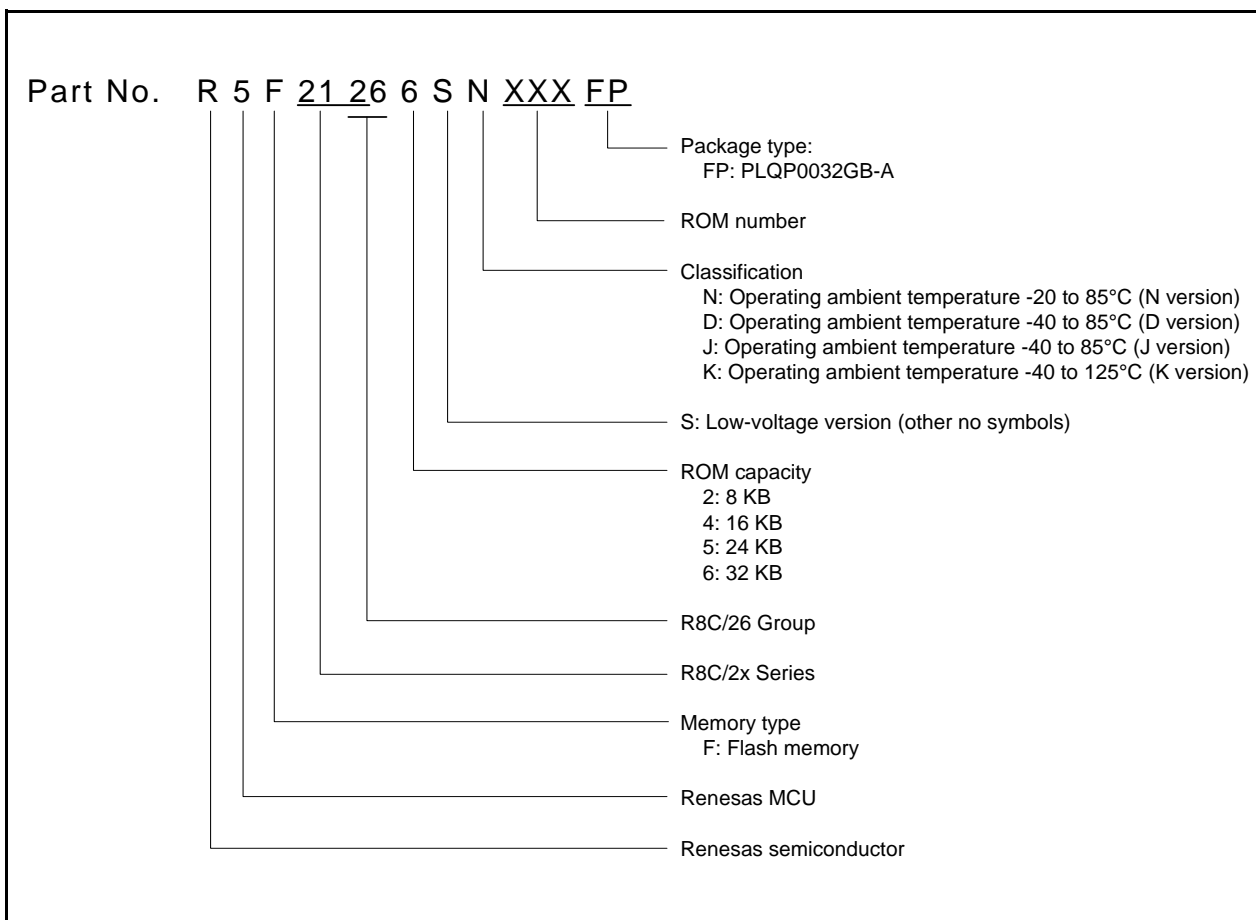 Part No. R 5 F 21 26 6 S N XXX FP
Package type:
FP: PLQP0032GB-A
ROM number
Classification
N: Operating ambient temperature -20 to 85°C (N version)
D: Operating ambient temperature -40 to 85°C (D version)
J: Operating ambient temperature -40 to 85°C (J version)
K: Operating ambient temperature -40 to 125°C (K version)
S: Low-voltage version (other no symbols)
ROM capacity
2: 8 KB
4: 16 KB
5: 24 KB
6: 32 KB
R8C/26 Group
R8C/2x Series
Memory type
F: Flash memory
Renesas MCU
Renesas semiconductor